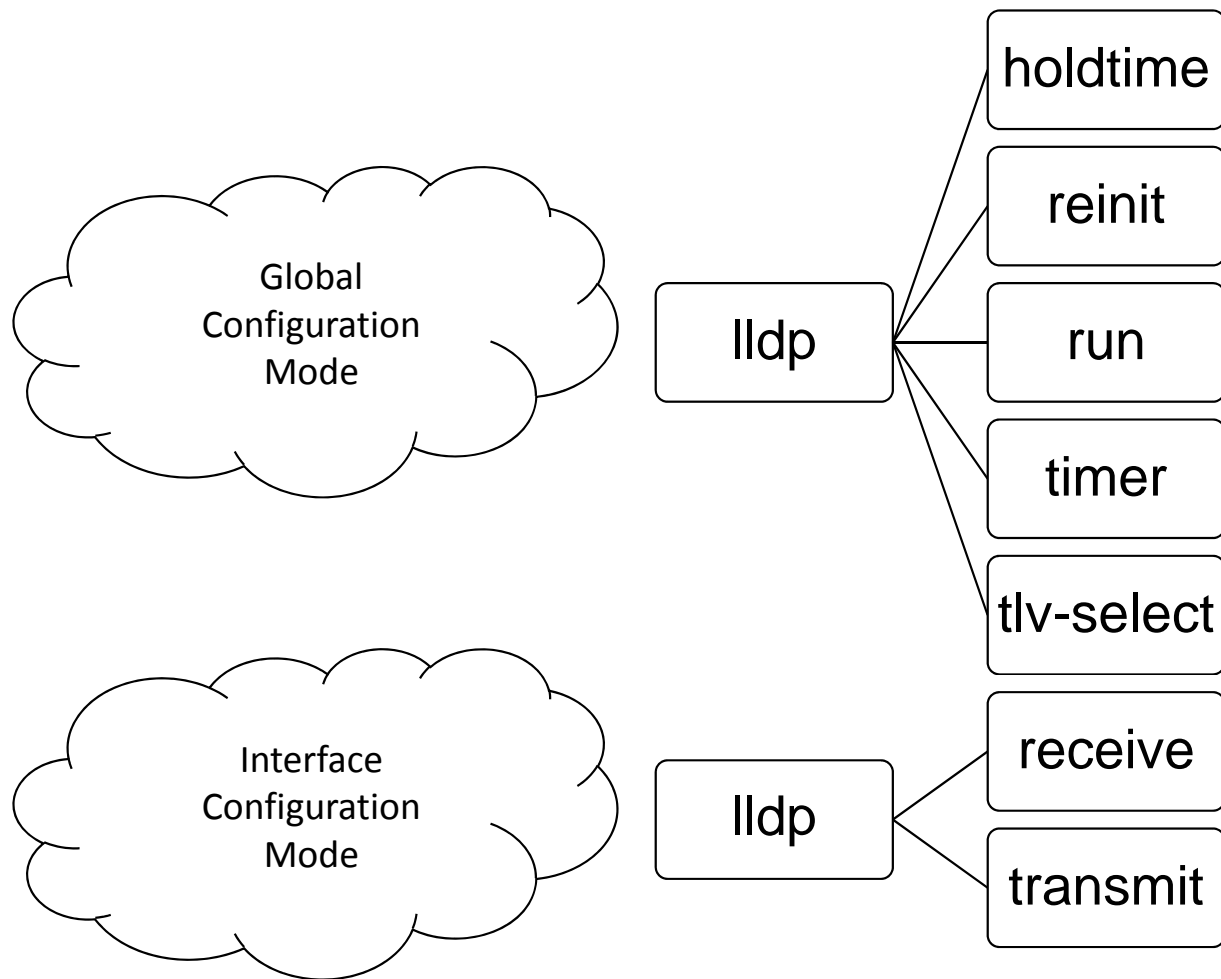 Global
Configuration
Mode
lldp
holdtime
reinit
run
timer
tlv-select
Interface
Configuration
Mode
lldp
receive
transmit